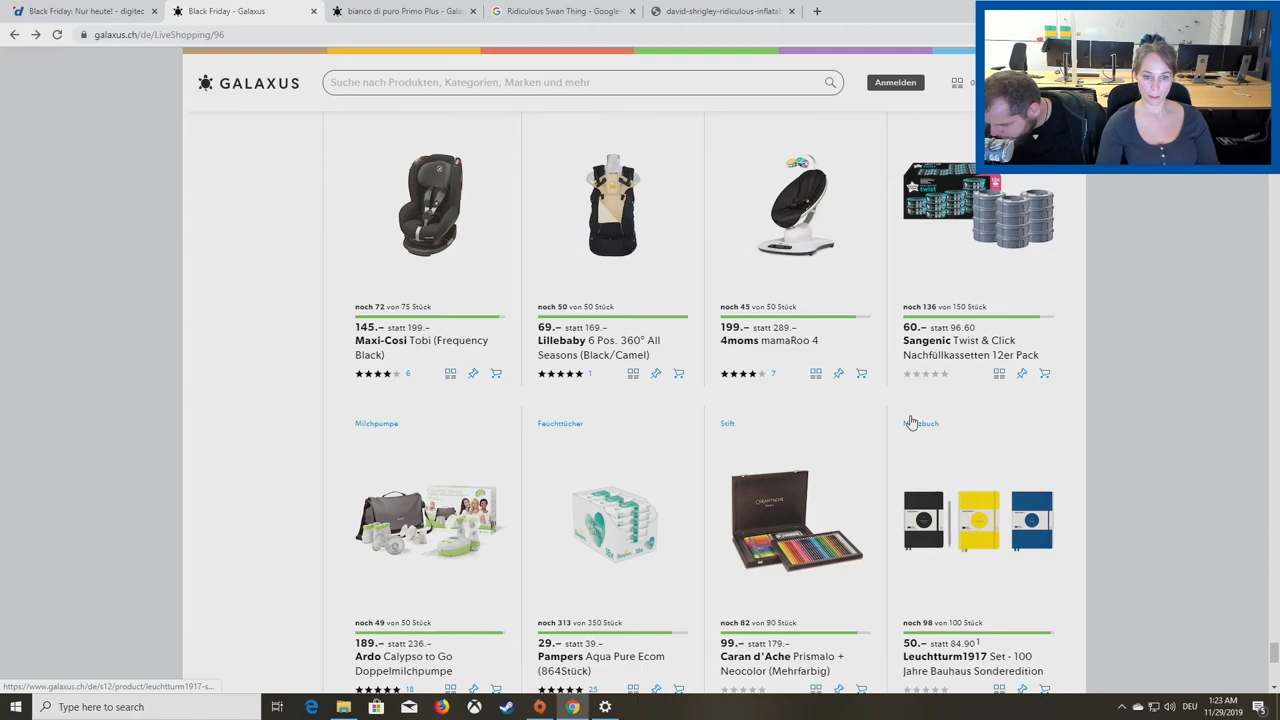 Black Friday: Nur heute! - digitec
Black Friday - Galaxus
bianco di puro Primo Plus - Gala
Ridiculous Swan Thing - Google-
david-shrigley-ridiculous-inflatab
galaxus.ch/de/LiveShopping/96
GALAXUS
Suche nach Produkten, Kategorien, Marken und mehr
Anmelden
noch 72 von 75 Stück
145.– statt 199.–
Maxi-Cosi Tobi (Frequency
Black)
6
noch 50 von 50 Stück
69.– statt 169.–
Lillebaby 6 Pos. 360° All
Seasons (Black/Camel)
1
noch 45 von 50 Stück
199.– statt 289.–
4moms mamaRoo 4
7
twist
noch 136 von 150 Stück
60.– statt 96.60
Sangenic Twist & Click
Nachfüllkassetten 12er Pack
Milchpumpe
noch 49 von 50 Stück
189.– statt 236.–
Ardo Calypso to Go
Doppelmilchpumpe
18
Feuchttücher
noch 313 von 350 Stück
29.– statt 39.–
Pampers Aqua Pure Ecom
(864Stück)
25
Stift
CARAN D'ACHE
noch 82 von 90 Stück
99.– statt 179.–
Caran d'Ache Prismalo +
Neocolor (Mehrfarbig)
noch 98 von 100 Stück
50.– statt 84.90¹
Leuchtturm1917 Set - 100
Jahre Bauhaus Sonderedition
https://www.galaxus.ch/de/s12/product/leuchtturm1917-s...
Type here to search
DEU
1:23 AM
11/29/2019
5